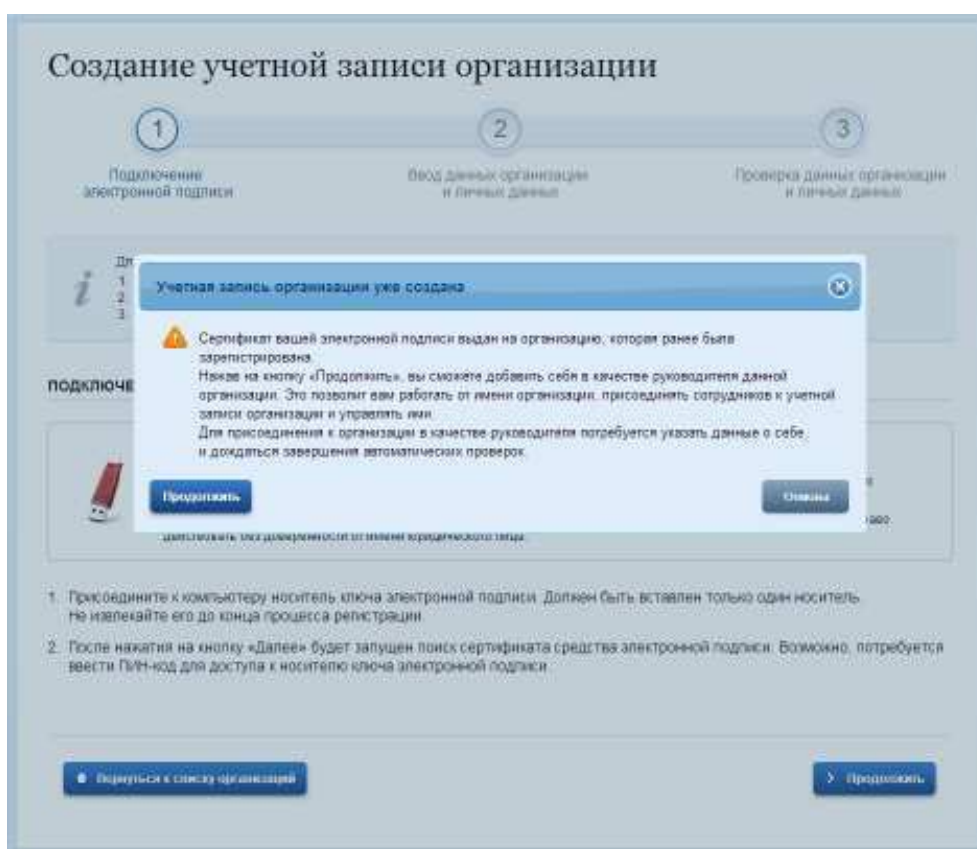 Создание учетной записи организации
1
2
3
Подключение
электронной подписи
Ввод данных организации
и личных данных
Проверка данных организации
и личных данных
Дл
1
2
3
Учетная запись организации уже создана
Сертификат вашей электронной подписи выдан на организацию, которая ранее была
зарегистрирована.
Нажав на кнопку «Продолжить», вы сможете добавить себя в качестве руководителя данной
организации. Это позволит вам работать от имени организации, присоединять сотрудников к учетной
записи организации и управлять ими.
Для присоединения к организации в качестве руководителя потребуется указать данные о себе
и дождаться завершения автоматических проверок.
Продолжить
Отмена
ПОДКЛЮЧЕ
раво
действовать без доверенности от имени юридического лица.
1. Присоедините к компьютеру носитель ключа электронной подписи. Должен быть вставлен только один носитель.
Не извлекайте его до конца процесса регистрации.
2. После нажатия на кнопку «Далее» будет запущен поиск сертификата средства электронной подписи. Возможно, потребуется
ввести ПИН-код для доступа к носителю ключа электронной подписи.
Вернуться к списку организаций
Продолжить